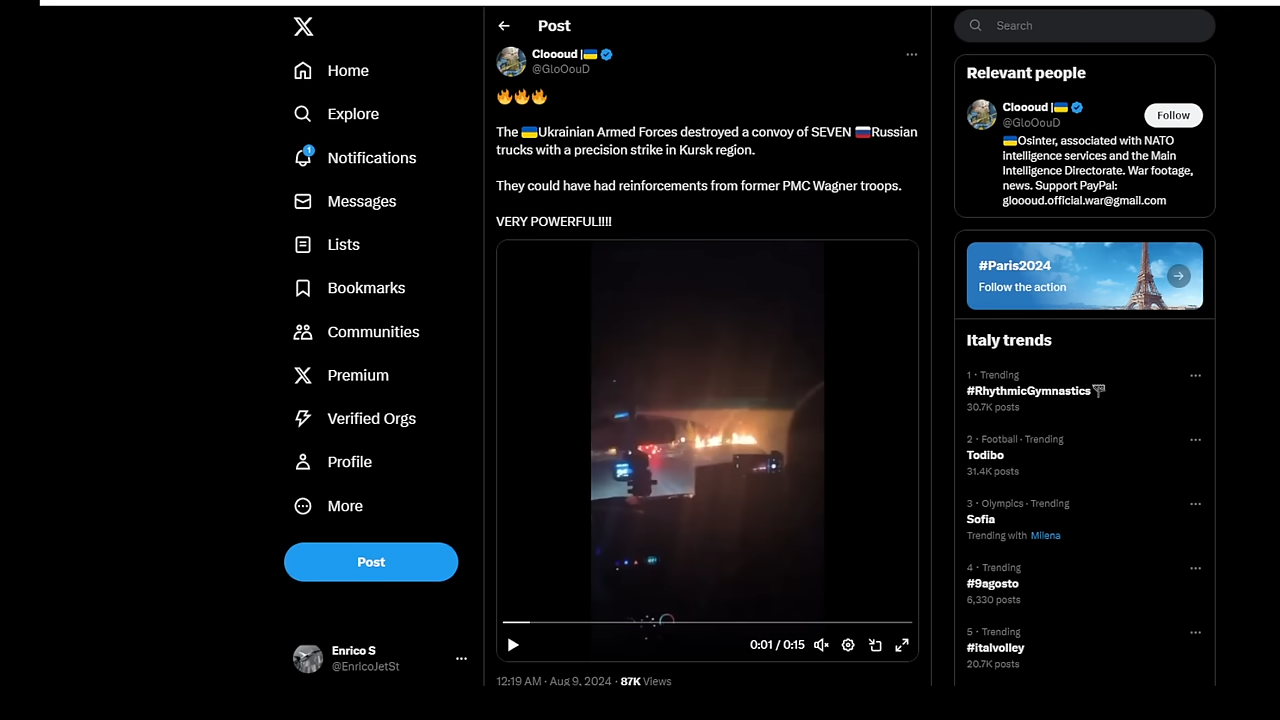 Home
Explore
1
Notifications
Messages
Lists
Bookmarks
Communities
Premium
Verified Orgs
Profile
More
Post
Enrico S
@EnricoJetSt
Post
Cloooud |🇺🇦
@GloOouD
🔥🔥🔥
The 🇺🇦Ukrainian Armed Forces destroyed a convoy of SEVEN 🇷🇺Russian
trucks with a precision strike in Kursk region.
They could have had reinforcements from former PMC Wagner troops.
VERY POWERFUL!!!!
0:01 / 0:15
12:19 AM · Aug 9, 2024 · 87K Views
Search
Relevant people
Cloooud |🇺🇦
@GloOouD
Follow
🇺🇦Osinter, associated with NATO
intelligence services and the Main
Intelligence Directorate. War footage,
news. Support PayPal:
gloooud.official.war@gmail.com
#Paris2024
Follow the action
Italy trends
1 · Trending
#RhythmicGymnastics
30.7K posts
2 · Football · Trending
Todibo
31.4K posts
3 · Olympics · Trending
Sofia
Trending with Milena
4 · Trending
#9agosto
6,330 posts
5 · Trending
#italvolley
20.7K posts